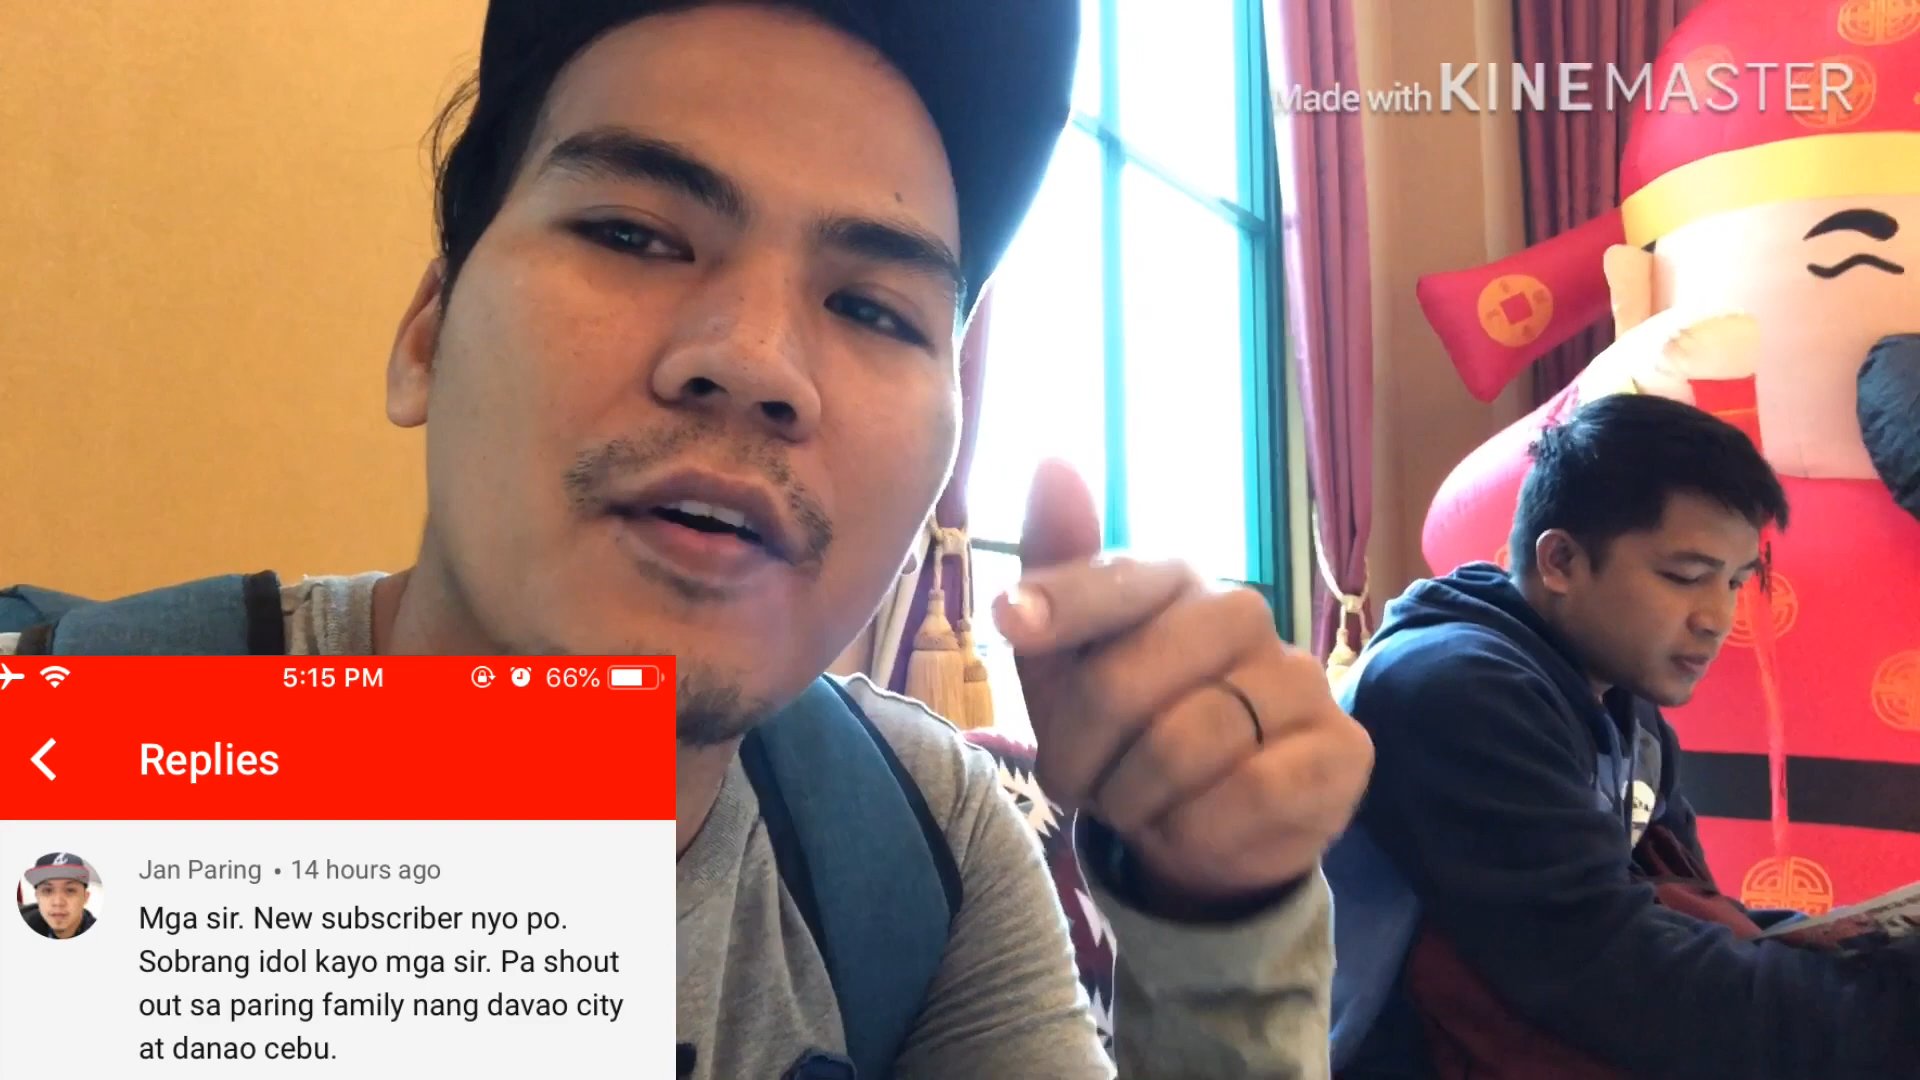 Made with KINEMASTER
5:15 PM
66%
Replies
Jan Paring • 14 hours ago
Mga sir. New subscriber nyo po.
Sobrang idol kayo mga sir. Pa shout
out sa paring family nang davao city
at danao cebu.